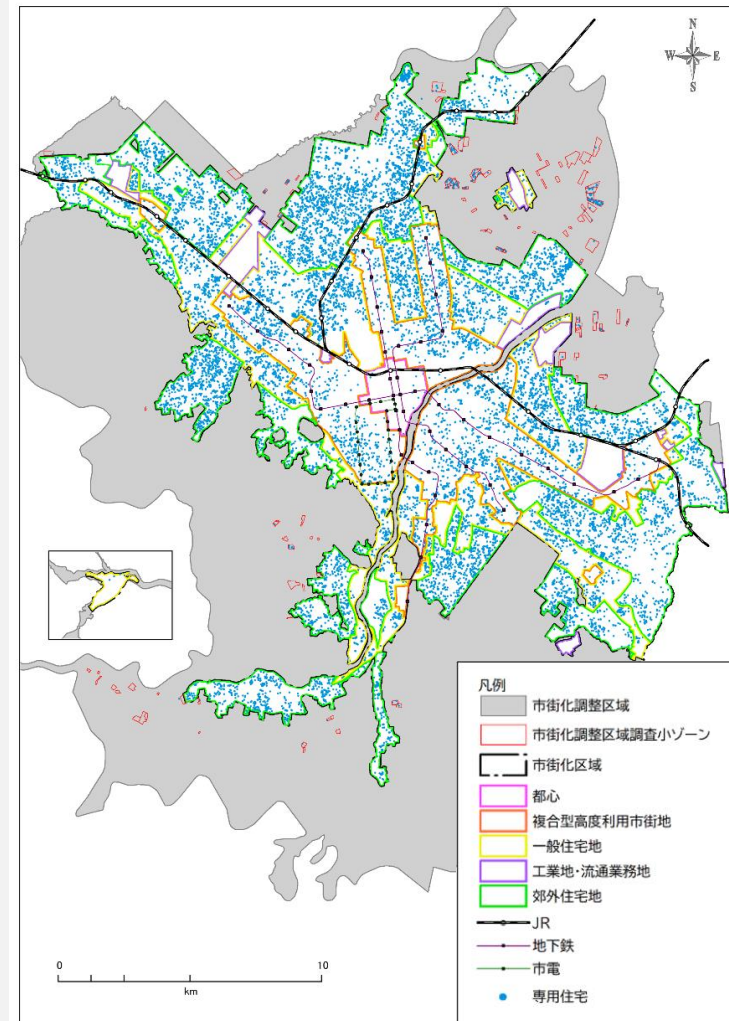 N
W
E
S
凡例
市街化調整区域
市街化調整区域調査小ゾーン
市街化区域
都心
複合型高度利用市街地
一般住宅地
工業地・流通業務地
郊外住宅地
JR
地下鉄
市電
専用住宅
0
10
km